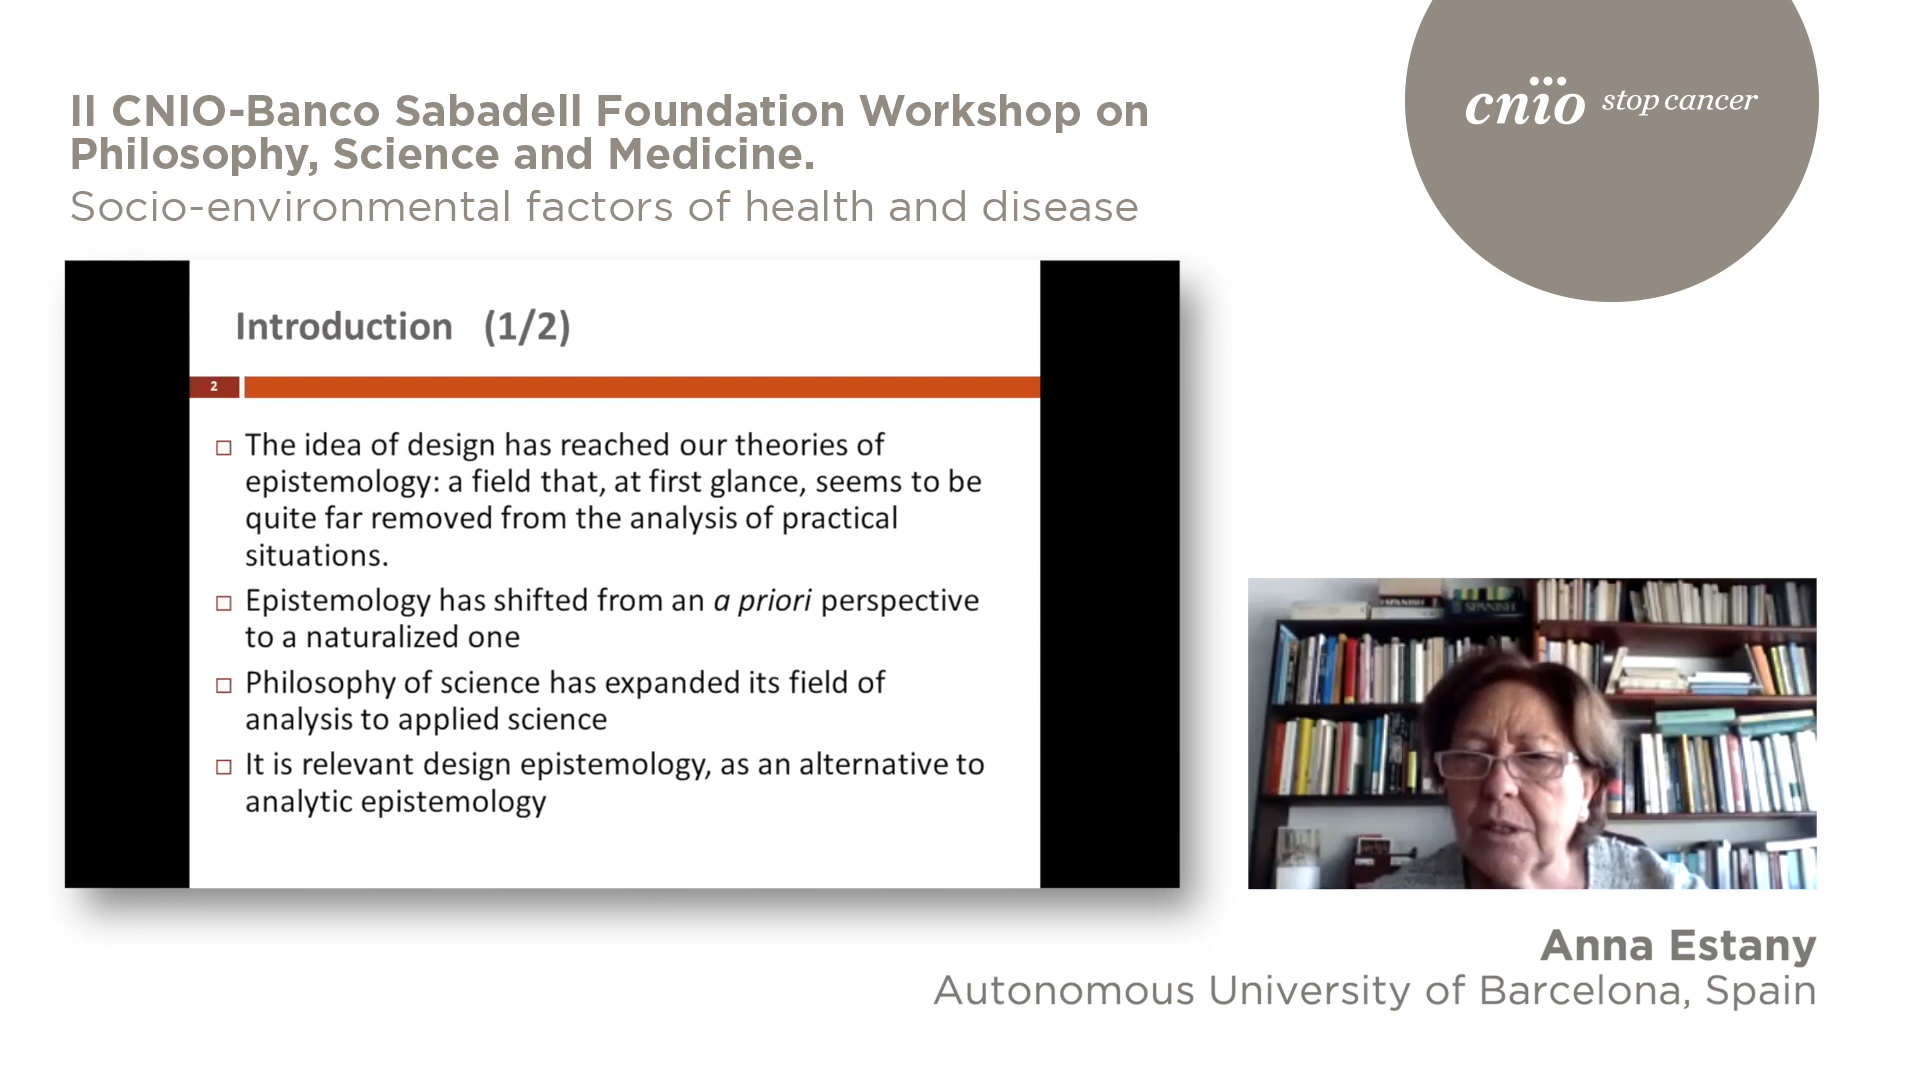 II CNIO-Banco Sabadell Foundation Workshop on
Philosophy, Science and Medicine.
Socio-environmental factors of health and disease
cnio stop cancer
Introduction (1/2)
2
The idea of design has reached our theories of
epistemology: a field that, at first glance, seems to be
quite far removed from the analysis of practical
situations.
Epistemology has shifted from an a priori perspective
to a naturalized one
Philosophy of science has expanded its field of
analysis to applied science
It is relevant design epistemology, as an alternative to
analytic epistemology
SPANISH
SPANISH
Anna Estany
Autonomous University of Barcelona, Spain